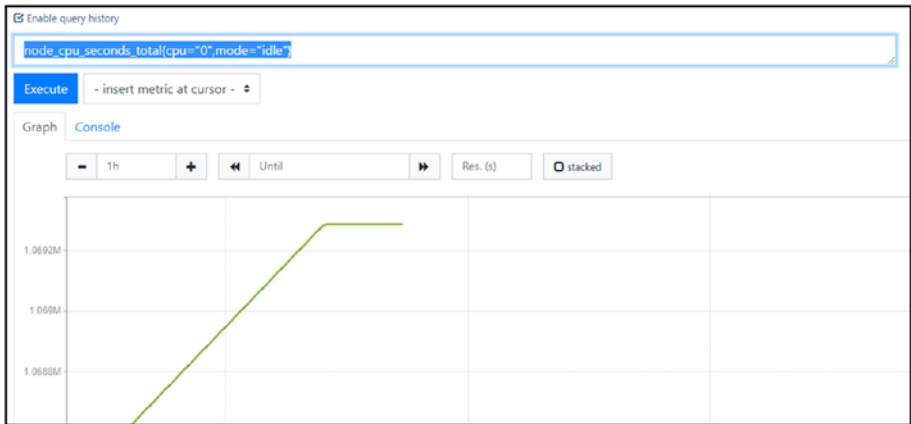 Enable query history
node_cpu_seconds_total{cpu="0",mode="idle"}
Execute - insert metric at cursor -
Graph Console
- 1h + Until Res. (s) stacked
1.0692M
1.069M
1.0688M